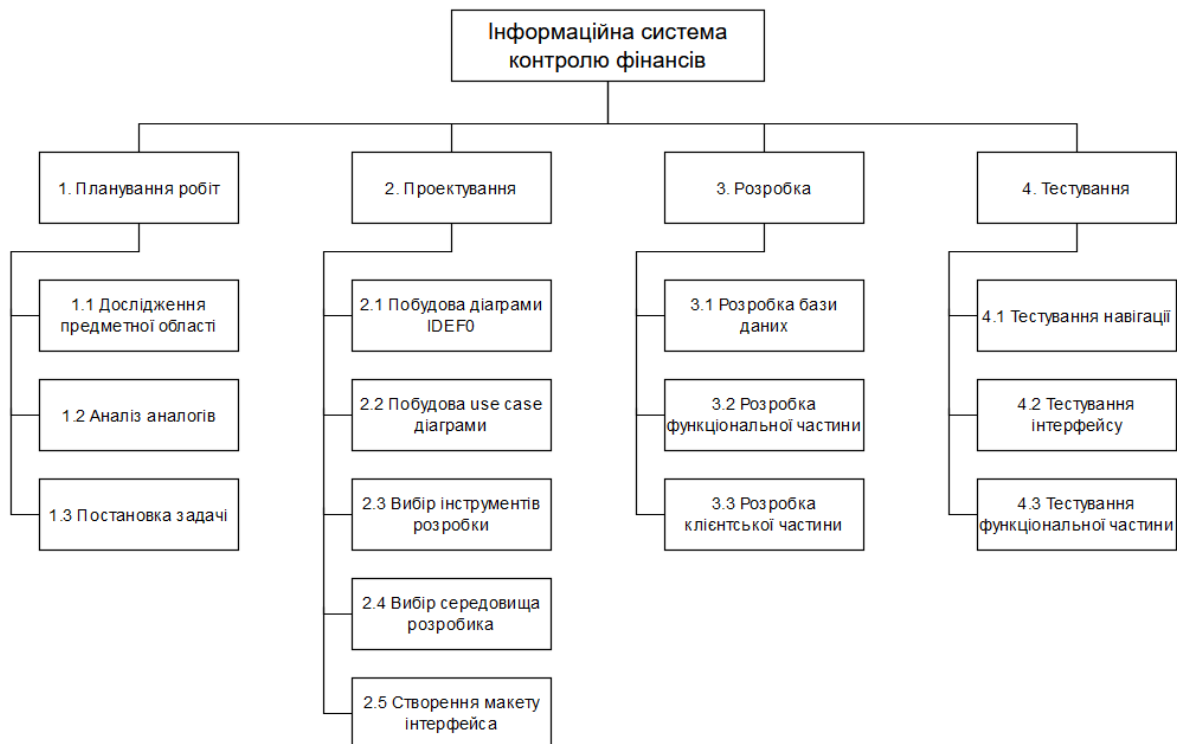 Інформаційна система
контролю фінансів
1. Планування робіт
2. Проектування
3. Розробка
4. Тестування
1.1 Дослідження
предметної області
1.2 Аналіз аналогів
1.3 Постановка задачі
2.1 Побудова діаграми
IDEF0
2.2 Побудова use case
діаграми
2.3 Вибір інструментів
розробки
2.4 Вибір середовища
розробика
2.5 Створення макету
інтерфейса
3.1 Розробка бази
даних
3.2 Розробка
функціональної частини
3.3 Розробка
клієнтської частини
4.1 Тестування навігації
4.2 Тестування
інтерфейсу
4.3 Тестування
функціональної частини